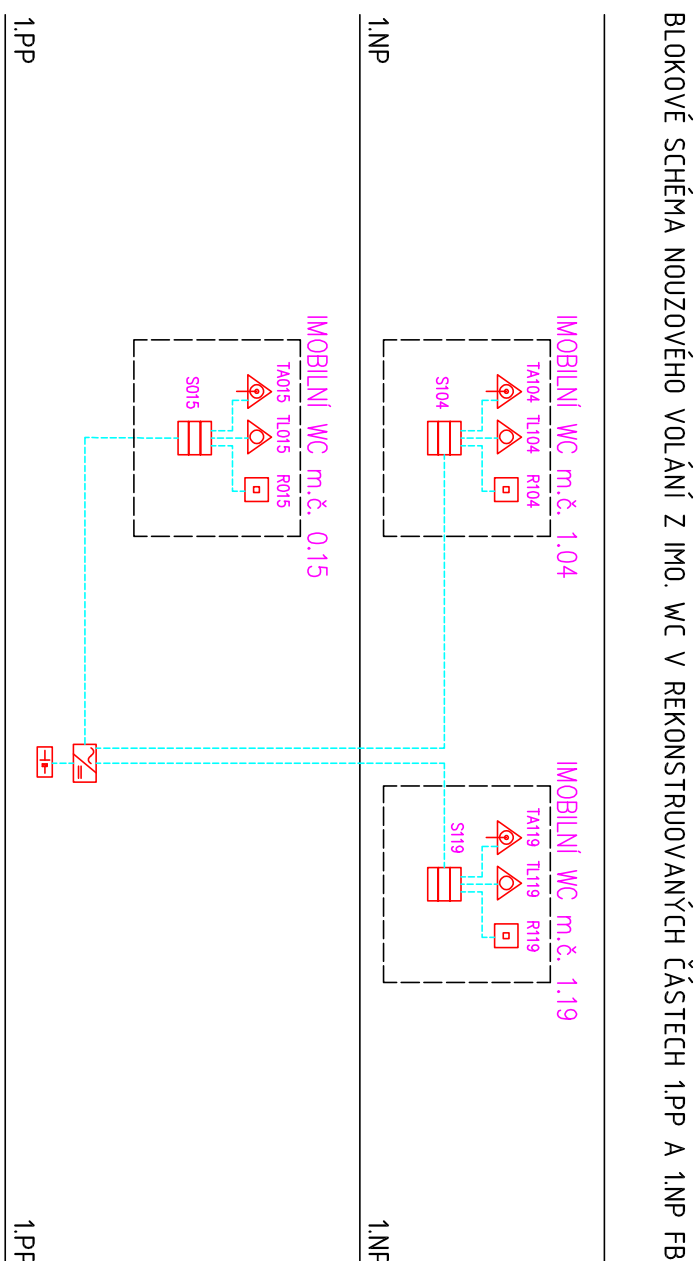 BLOKOVÉ SCHÉMA NOUZOVÉHO VOLÁNÍ Z IMO. WC V REKONSTRUOVANÝCH ČÁSTECH 1.PP A 1.NP FB
IMOBILNÍ WC m.č. 1.04
TA104 TL104 R104
S104
IMOBILNÍ WC m.č. 1.19
TA119 TL119 R119
S119
1.NP 1.NP
IMOBILNÍ WC m.č. 0.15
TA015 TL015 R015
S015
1.PP 1.PP